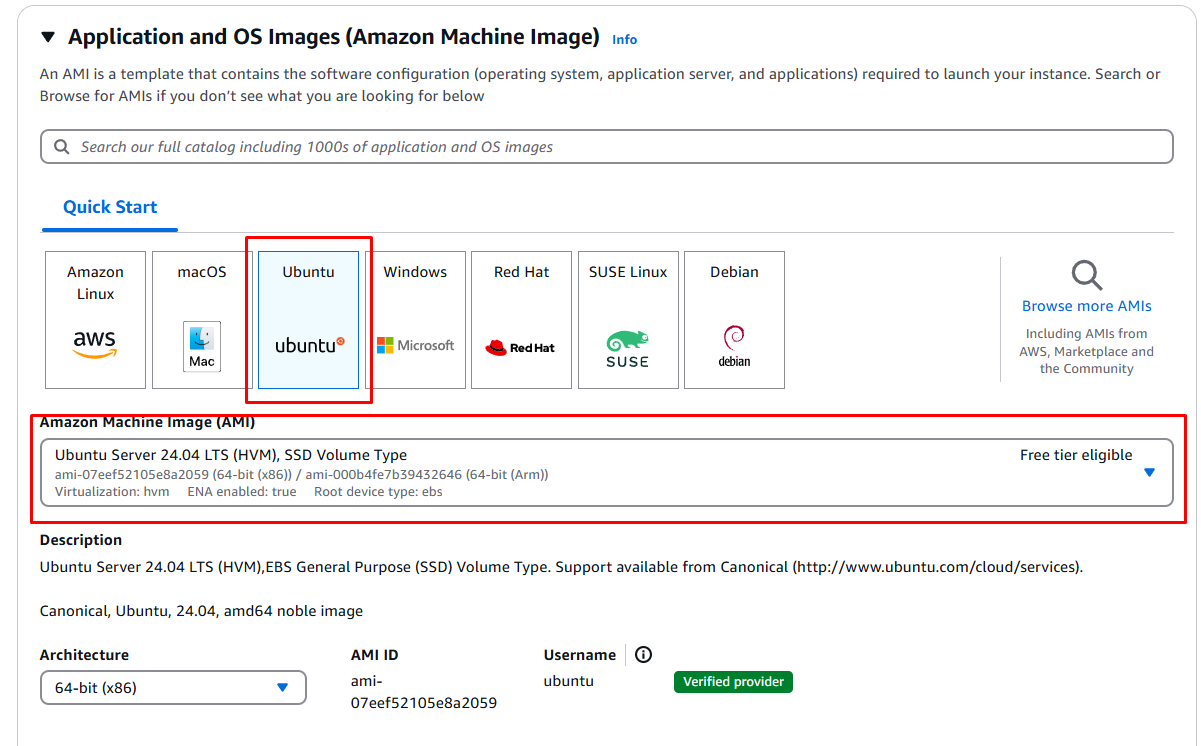 Application and OS Images (Amazon Machine Image) Info
An AMI is a template that contains the software configuration (operating system, application server, and applications) required to launch your instance. Search or
Browse for AMIs if you don’t see what you are looking for below
Search our full catalog including 1000s of application and OS images
Quick Start
Amazon
Linux
aws
macOS
Mac
Ubuntu
ubuntu
Windows
Microsoft
Red Hat
Red Hat
SUSE Linux
SUSE
Debian
debian
Browse more AMIs
Including AMIs from
AWS, Marketplace and
the Community
Amazon Machine Image (AMI)
Ubuntu Server 24.04 LTS (HVM), SSD Volume Type
Free tier eligible
ami-07eef52105e8a2059 (64-bit (x86)) / ami-000b4fe7b39432646 (64-bit (Arm))
Virtualization: hvm ENA enabled: true Root device type: ebs
Description
Ubuntu Server 24.04 LTS (HVM),EBS General Purpose (SSD) Volume Type. Support available from Canonical (http://www.ubuntu.com/cloud/services).
Canonical, Ubuntu, 24.04, amd64 noble image
Architecture
64-bit (x86)
AMI ID
ami-
07eef52105e8a2059
Username
ubuntu
Verified provider